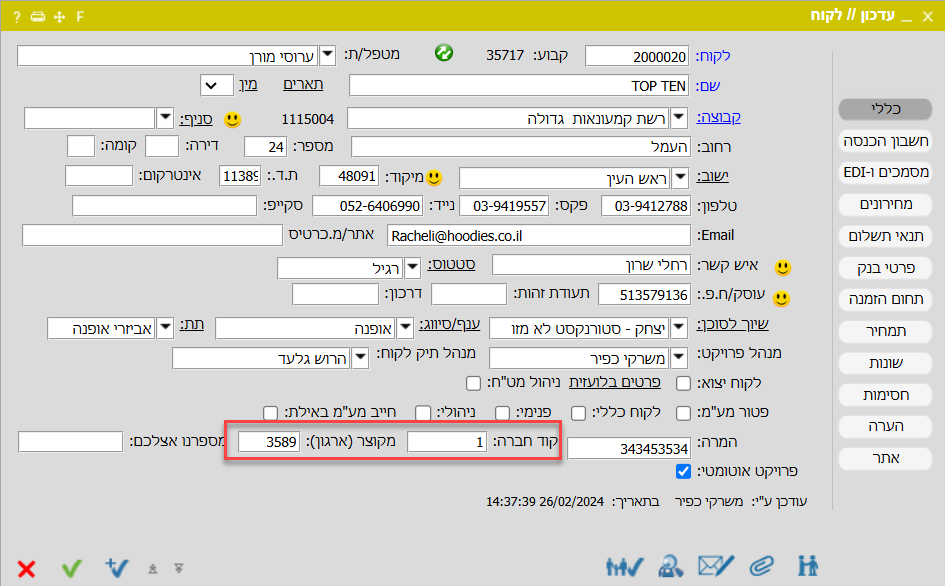 עדכון // לקוח
? F
לקוח: 2000020 קבוע: 35717 מטפל/ת: ערוסי מורן
שם: TOP TEN תארים מין
קבוצה: רשת קמעונאות גדולה 1115004 סניף:
רחוב: העמל מספר: 24 דירה: קומה:
ישוב: ראש העין מיקוד: 48091 ת.ד.: 11389 אינטרקום:
טלפון: 03-9412788 פקס: 03-9419557 נייד: 052-6406990 סקייפ:
Email: Racheli@hoodies.co.il אתר/מ.כרטיס
איש קשר: רחלי שרון סטטוס: רגיל
עוסק/ח.פ.: 513579136 תעודת זהות: דרכון:
שיוך לסוכן: יצחק - סטורנקסט לא מזו ענף/סיווג: אופנה תת: אביזרי אופנה
מנהל פרויקט: משרקי כפיר מנהל תיק לקוח: הרוש גלעד
לקוח יצוא: פרטים בלועזית ניהול מט"ח:
פטור מע"מ: לקוח כללי: פנימי: ניהולי: חייב מע"מ באילת:
המרה: 343453534 קוד חברה: 1 מקוצר (ארגון): 3589 מספרנו אצלכם:
פרויקט אוטומטי:
עודכן ע"י: משרקי כפיר בתאריך: 26/02/2024 14:37:39
כללי
חשבון הכנסה
מסמכים ו-EDI
מחירונים
תנאי תשלום
פרטי בנק
תחום הזמנה
תמחיר
שונות
חסימות
הערה
אתר